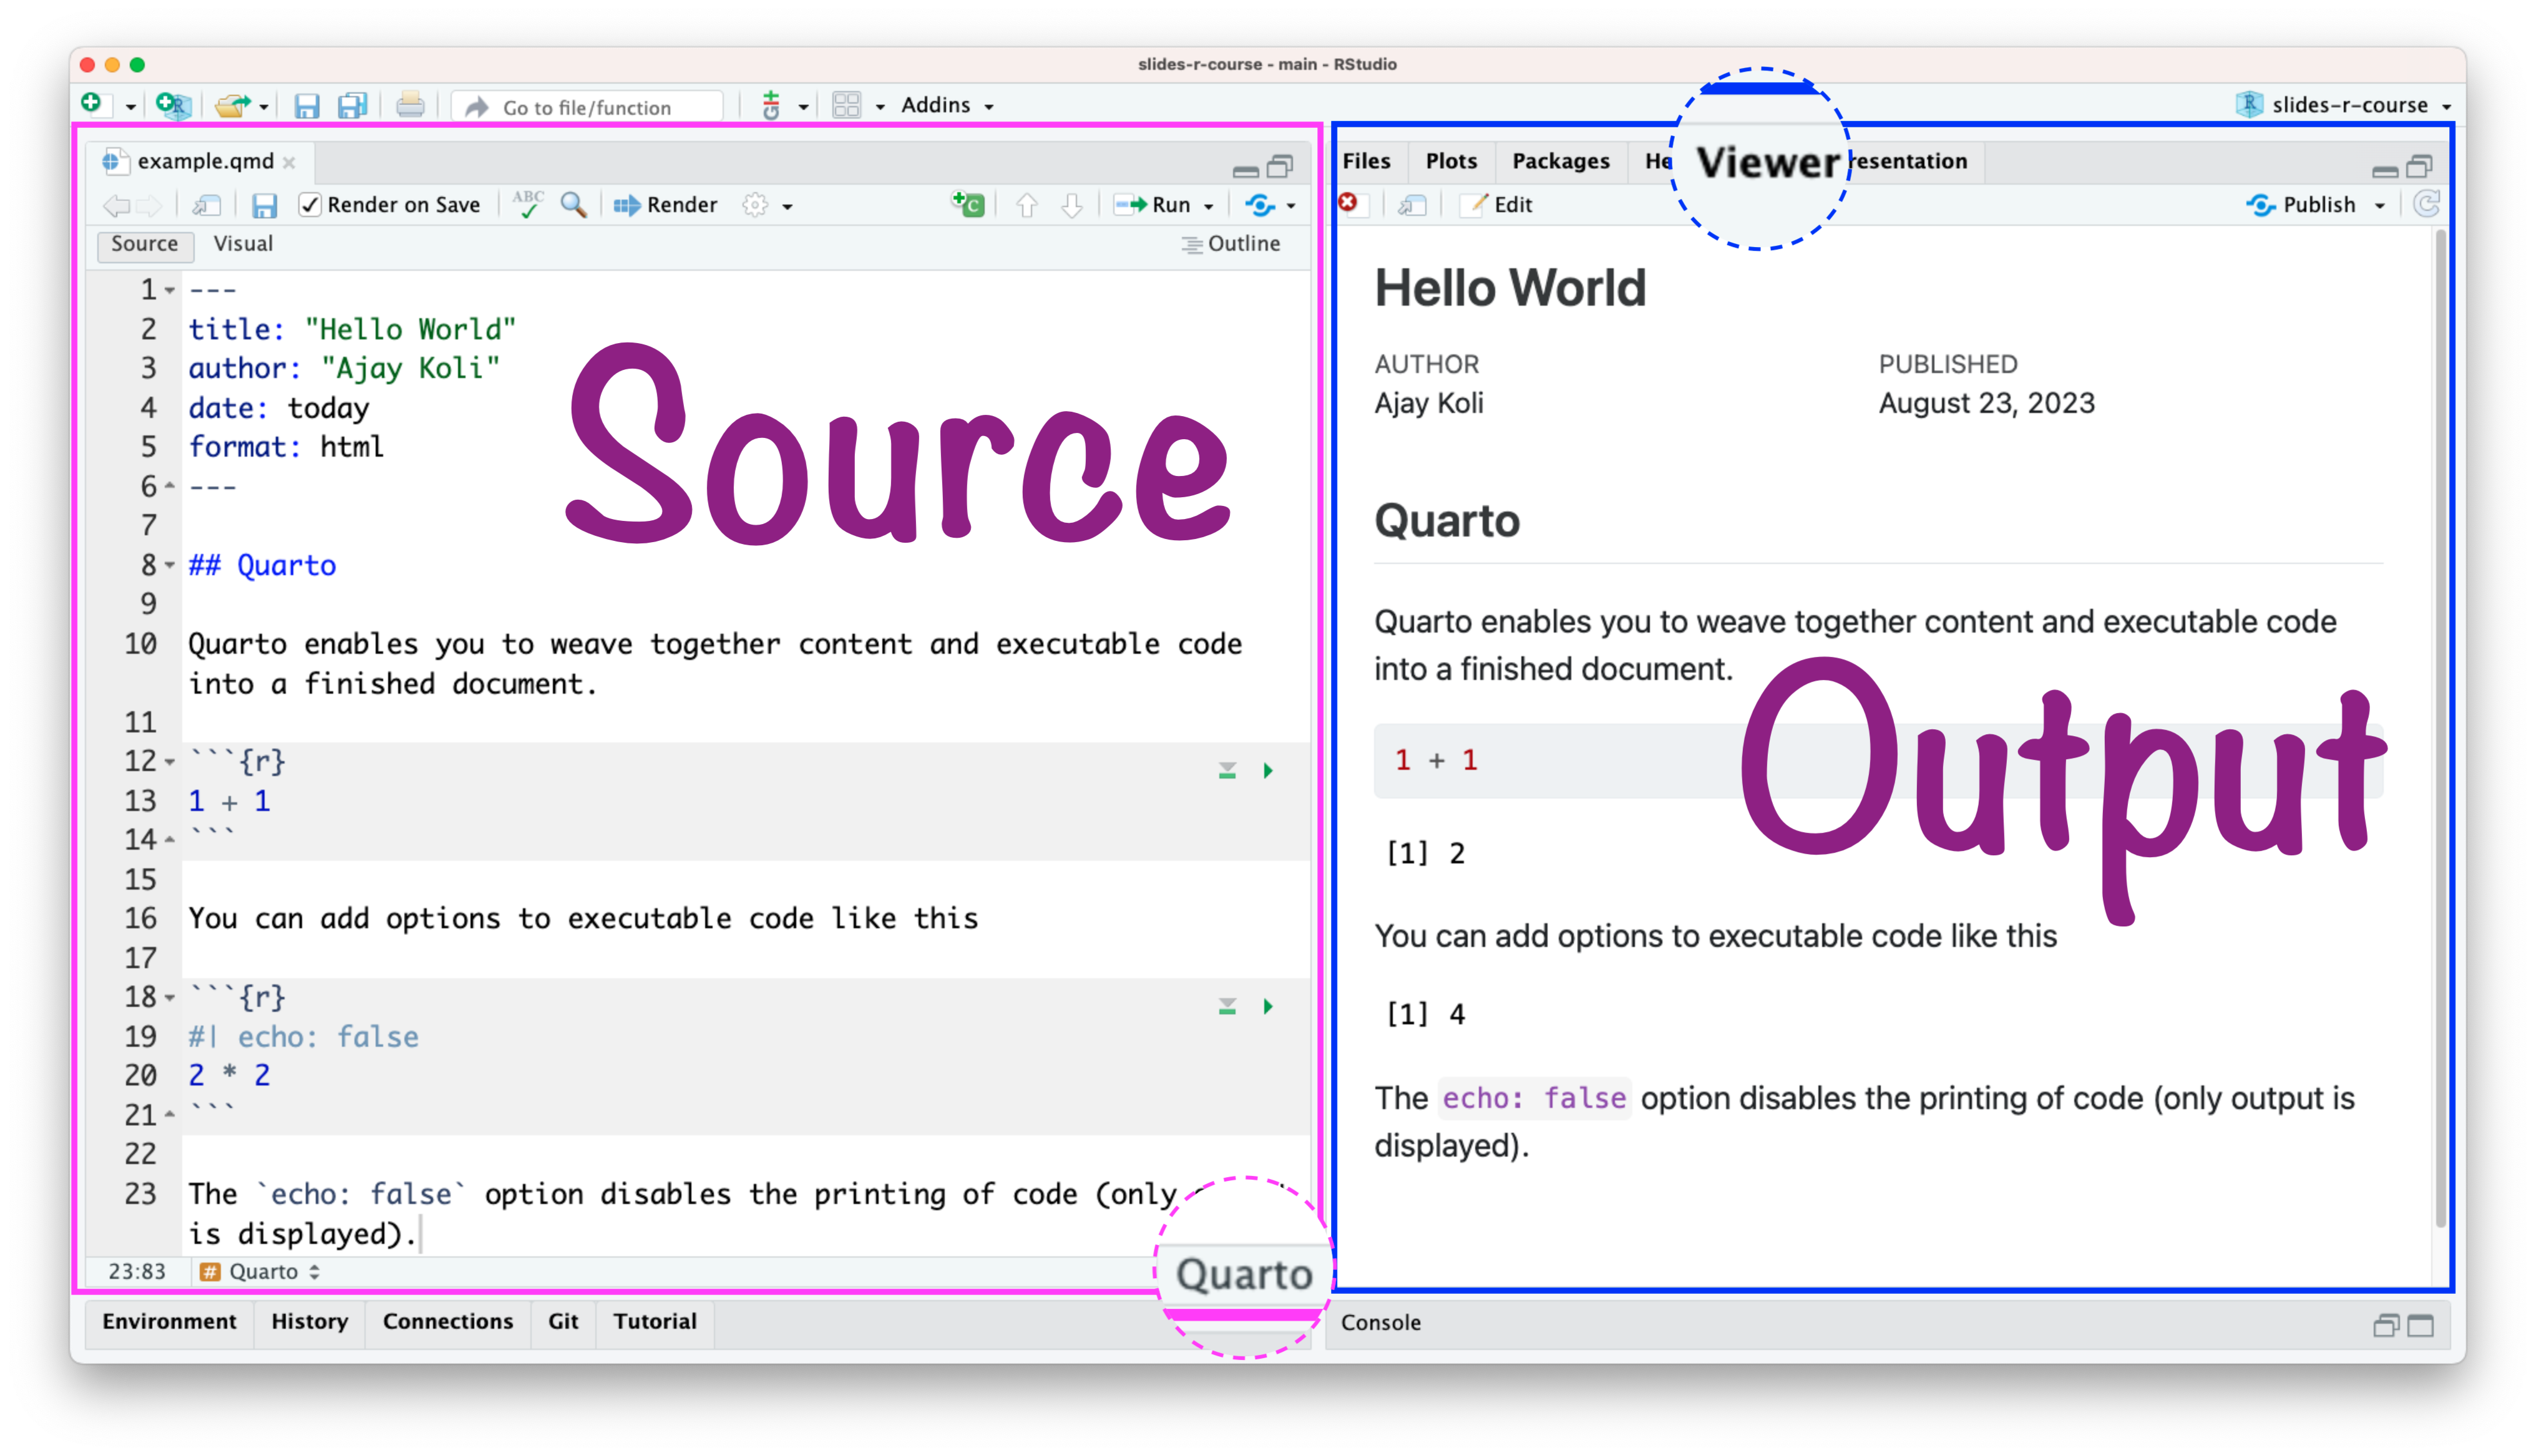 slides-r-course - main - RStudio
Go to file/function
Addins
slides-r-course
example.qmd
Render on Save
ABC
Render
Run
Source
Visual
Outline
1 ---
2 title: "Hello World"
3 author: "Ajay Koli"
4 date: today
5 format: html
6 ---
7
8 ## Quarto
9
10 Quarto enables you to weave together content and executable code
into a finished document.
11
12 ```{r}
13 1 + 1
14 ```
15
16 You can add options to executable code like this
17
18 ```{r}
19 #| echo: false
20 2 * 2
21 ```
22
23 The `echo: false` option disables the printing of code (only
is displayed).
23:83
# Quarto
Quarto
Source
Environment
History
Connections
Git
Tutorial
Files
Plots
Packages
He
Viewer
resentation
Edit
Publish
Hello World
AUTHOR
PUBLISHED
Ajay Koli
August 23, 2023
Quarto
Quarto enables you to weave together content and executable code
into a finished document.
1 + 1
[1] 2
You can add options to executable code like this
[1] 4
The echo: false option disables the printing of code (only output is
displayed).
Output
Console